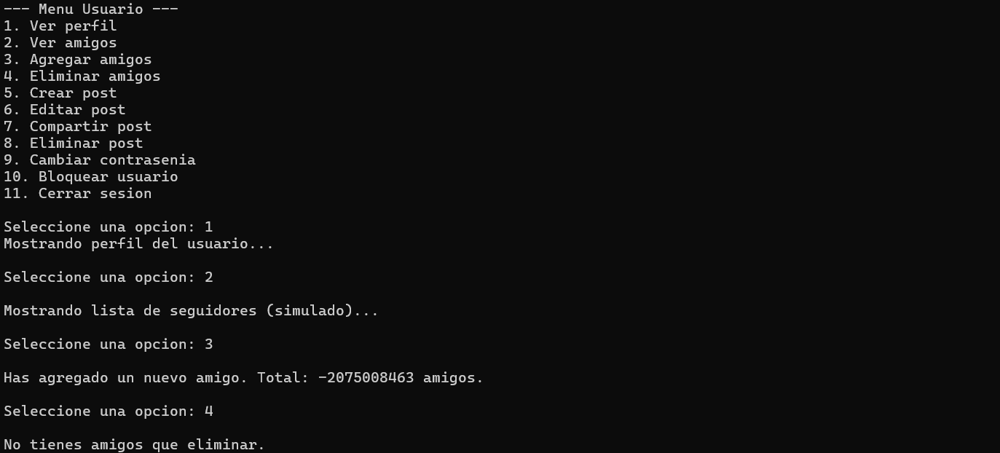 --- Menu Usuario ---
1. Ver perfil
2. Ver amigos
3. Agregar amigos
4. Eliminar amigos
5. Crear post
6. Editar post
7. Compartir post
8. Eliminar post
9. Cambiar contrasenia
10. Bloquear usuario
11. Cerrar sesion
Seleccione una opcion: 1
Mostrando perfil del usuario...
Seleccione una opcion: 2
Mostrando lista de seguidores (simulado)...
Seleccione una opcion: 3
Has agregado un nuevo amigo. Total: -2075008463 amigos.
Seleccione una opcion: 4
No tienes amigos que eliminar.